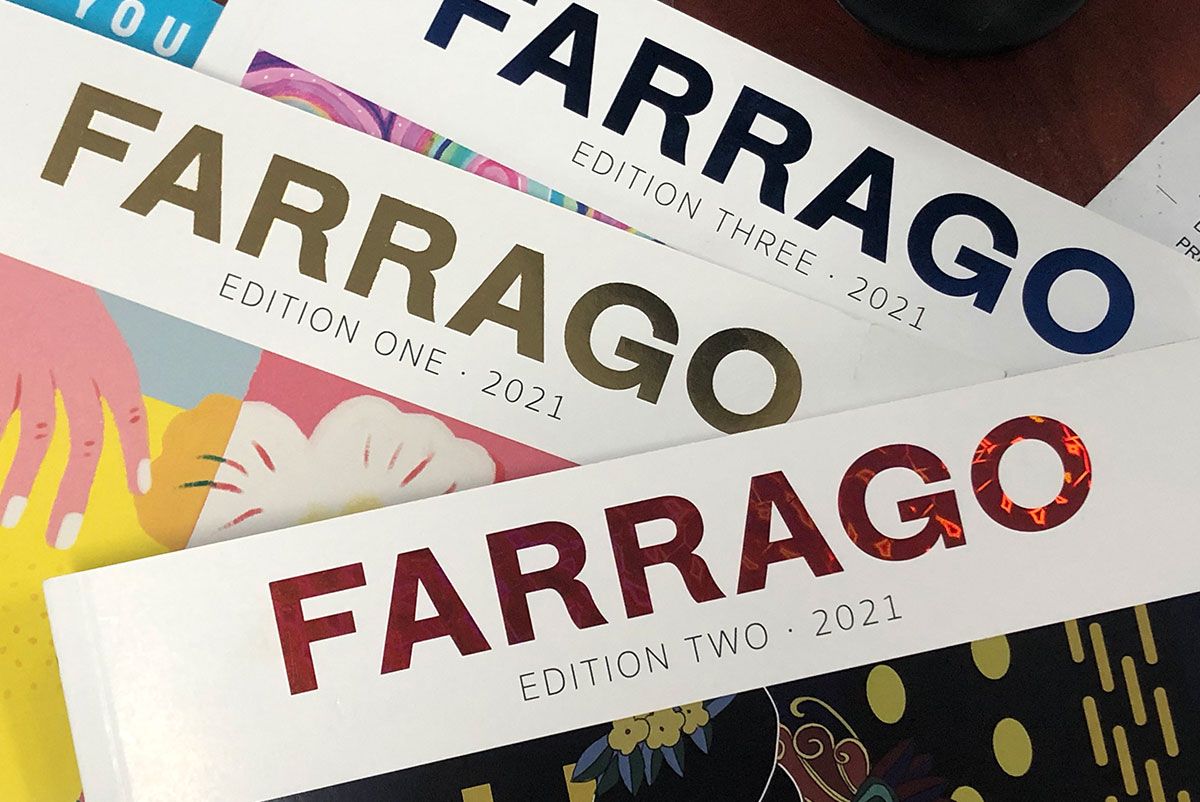 YOU
FARRAGO
EDITION THREE · 2021
FARRAGO
EDITION ONE · 2021
FARRAGO
EDITION TWO · 2021